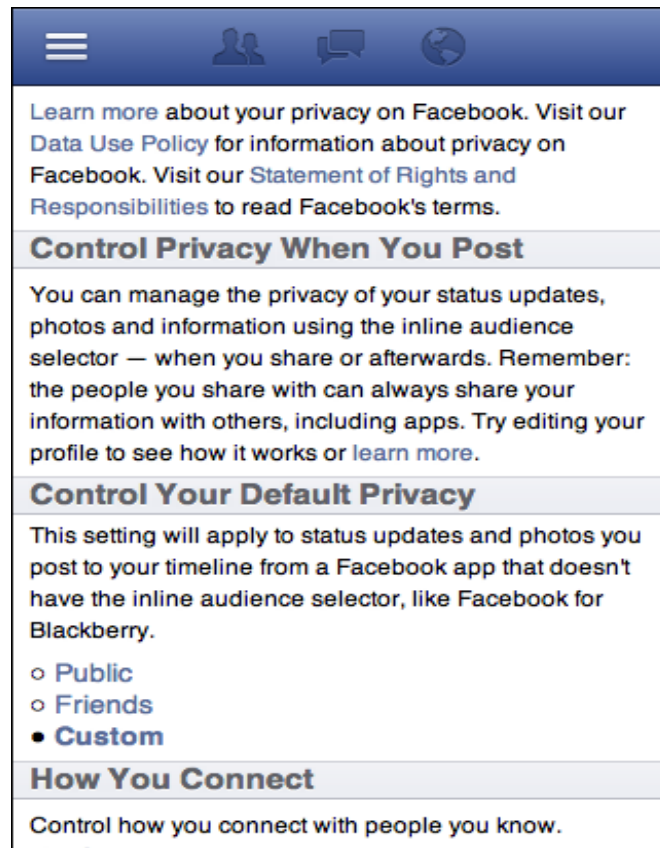 Learn more about your privacy on Facebook. Visit our
Data Use Policy for information about privacy on
Facebook. Visit our Statement of Rights and
Responsibilities to read Facebook's terms.
Control Privacy When You Post
You can manage the privacy of your status updates,
photos and information using the inline audience
selector — when you share or afterwards. Remember:
the people you share with can always share your
information with others, including apps. Try editing your
profile to see how it works or learn more.
Control Your Default Privacy
This setting will apply to status updates and photos you
post to your timeline from a Facebook app that doesn't
have the inline audience selector, like Facebook for
Blackberry.
Public
Friends
Custom
How You Connect
Control how you connect with people you know.